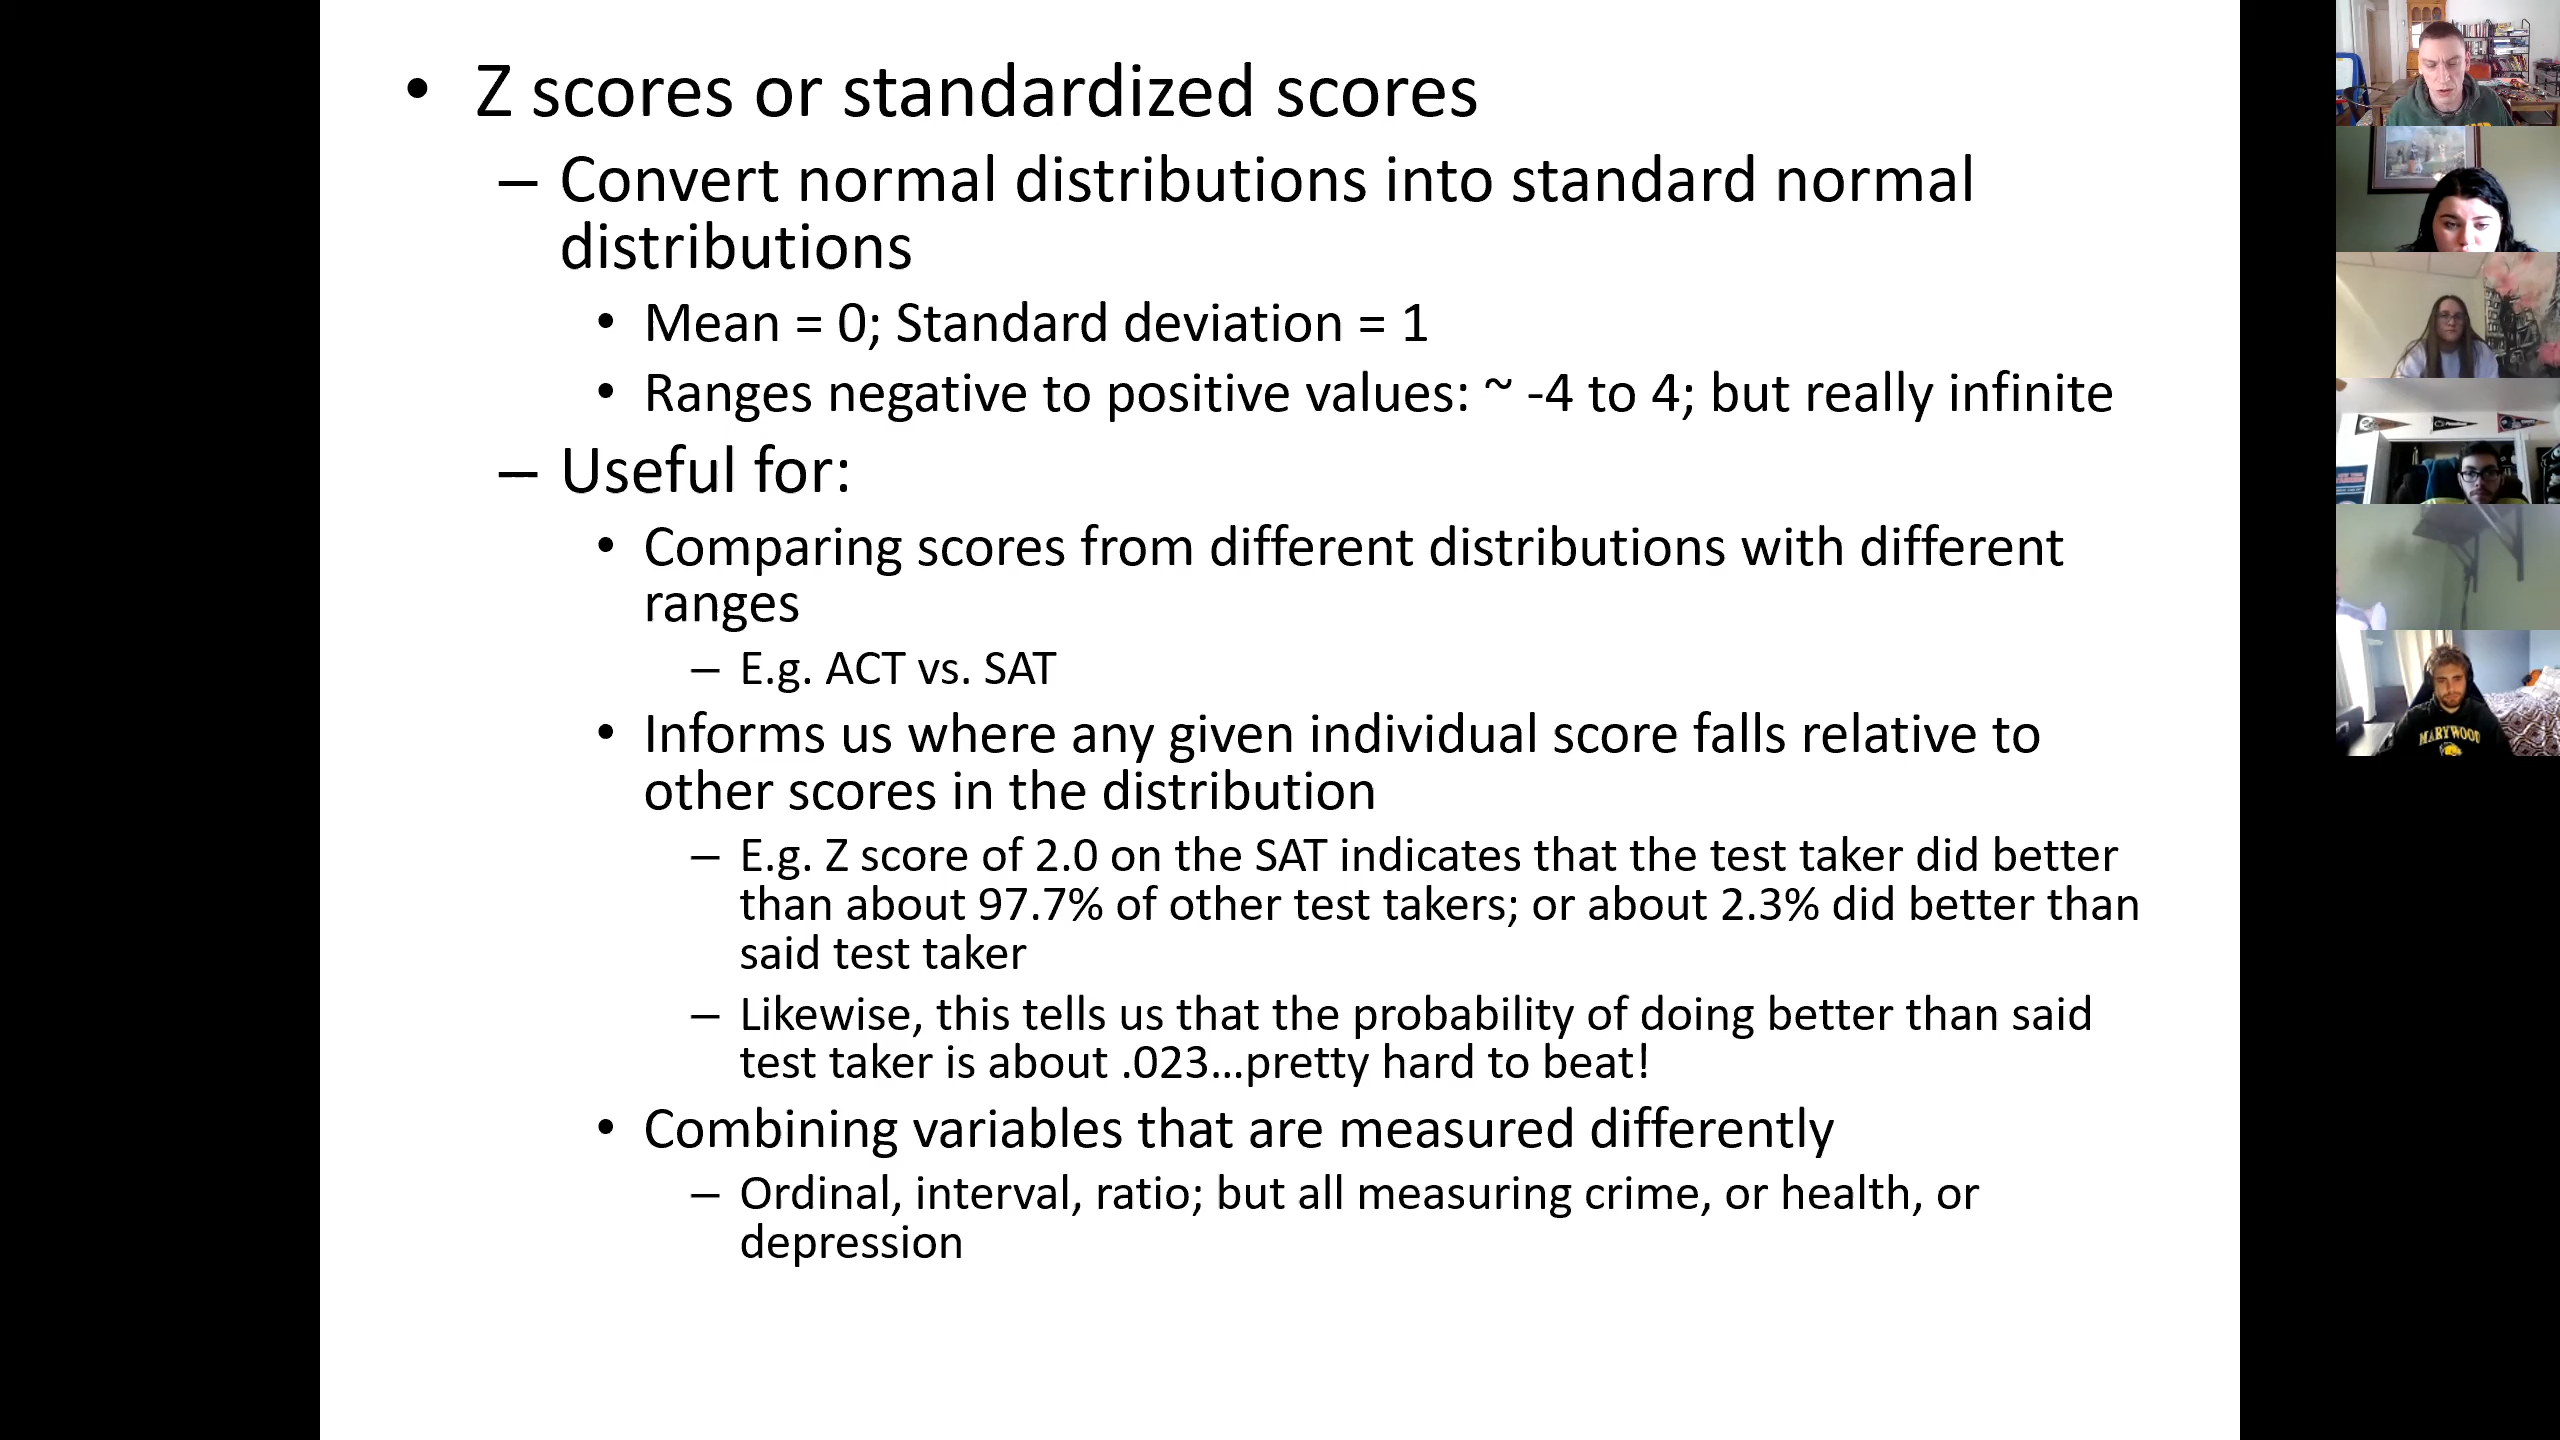 • Z scores or standardized scores
– Convert normal distributions into standard normal
distributions
• Mean = 0; Standard deviation = 1
• Ranges negative to positive values: ~ -4 to 4; but really infinite
– Useful for:
• Comparing scores from different distributions with different
ranges
– E.g. ACT vs. SAT
• Informs us where any given individual score falls relative to
other scores in the distribution
– E.g. Z score of 2.0 on the SAT indicates that the test taker did better
than about 97.7% of other test takers; or about 2.3% did better than
said test taker
– Likewise, this tells us that the probability of doing better than said
test taker is about .023…pretty hard to beat!
• Combining variables that are measured differently
– Ordinal, interval, ratio; but all measuring crime, or health, or
depression
MARYWOOD